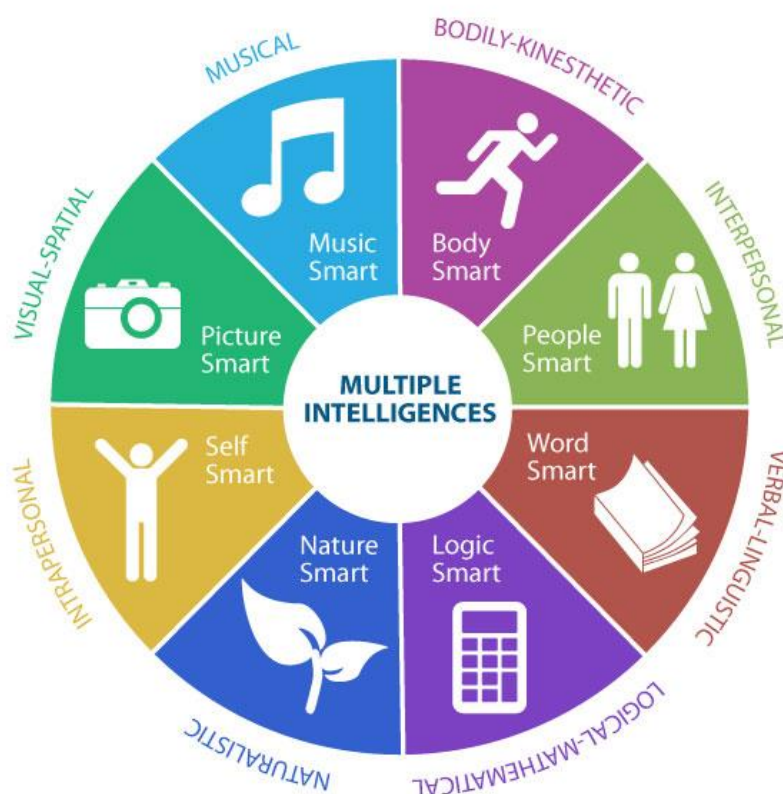 MUSICAL
BODILY-KINESTHETIC
VISUAL-SPATIAL
INTERPERSONAL
Music
Smart
Body
Smart
Picture
Smart
People
Smart
MULTIPLE
INTELLIGENCES
Self
Smart
Word
Smart
Nature
Smart
Logic
Smart
INTRAPERSONAL
VERBAL-LINGUISTIC
NATURALISTIC
LOGICAL-MATHEMATICAL